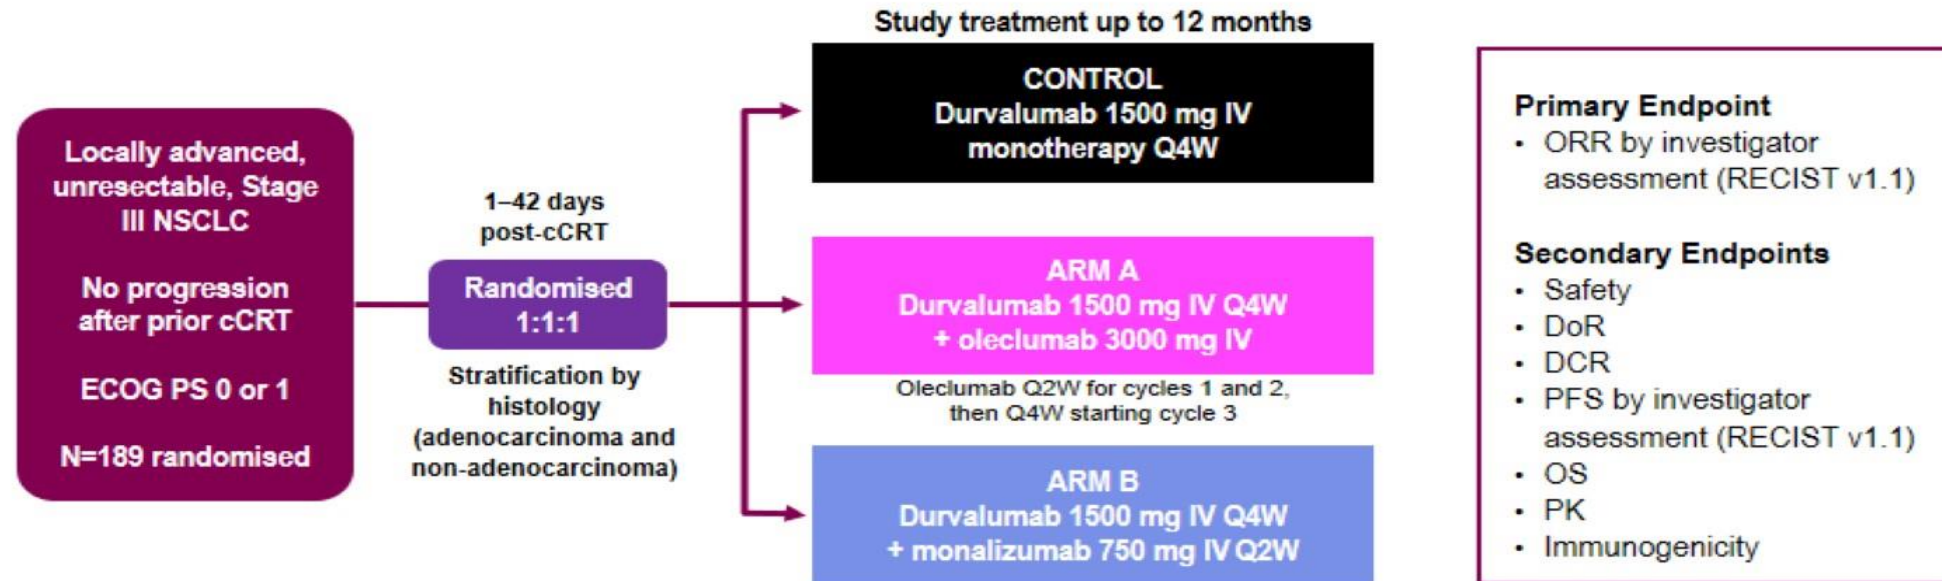 Locally advanced,
unresectable, Stage
III NSCLC
No progression
after prior cCRT
ECOG PS 0 or 1
N=189 randomised
1–42 days
post-cCRT
Randomised
1:1:1
Stratification by
histology
(adenocarcinoma and
non-adenocarcinoma)
Study treatment up to 12 months
CONTROL
Durvalumab 1500 mg IV
monotherapy Q4W
ARM A
Durvalumab 1500 mg IV Q4W
+ oleclumab 3000 mg IV
Oleclumab Q2W for cycles 1 and 2,
then Q4W starting cycle 3
ARM B
Durvalumab 1500 mg IV Q4W
+ monalizumab 750 mg IV Q2W
Primary Endpoint
• ORR by investigator
assessment (RECIST v1.1)
Secondary Endpoints
• Safety
• DoR
• DCR
• PFS by investigator
assessment (RECIST v1.1)
• OS
• PK
• Immunogenicity